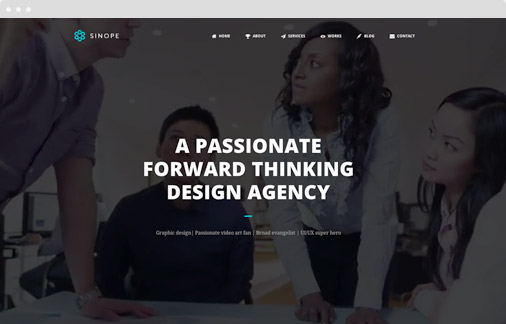 SINOPE
HOME ABOUT SERVICES WORKS BLOG CONTACT
A PASSIONATE
FORWARD THINKING
DESIGN AGENCY
Graphic design| Passionate video art fan | Bread evangelist | UI/UX super hero